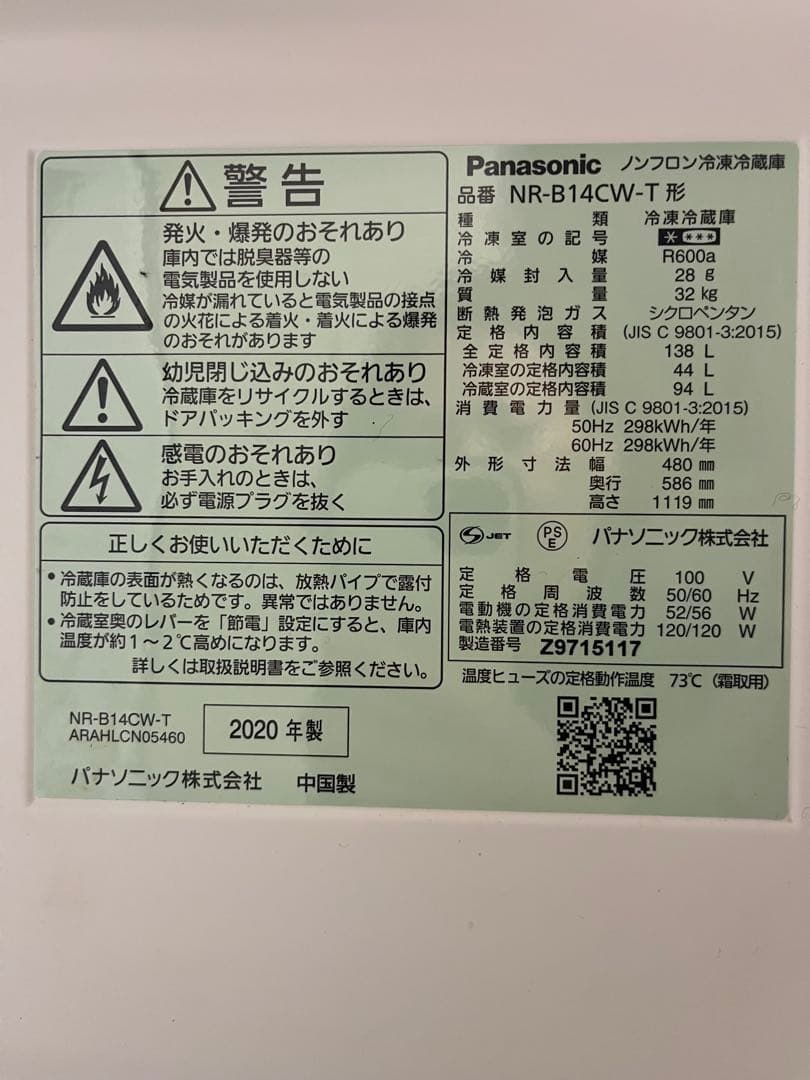 警告
発火・爆発のおそれあり
庫内では脱臭器等の
電気製品を使用しない
冷媒が漏れていると電気製品の接点
の火花による着火・着火による爆発
のおそれがあります
幼児閉じ込みのおそれあり
冷蔵庫をリサイクルするときは、
ドアパッキングを外す
感電のおそれあり
お手入れのときは、
必ず電源プラグを抜く
正しくお使いいただくために
・冷蔵庫の表面が熱くなるのは、放熱パイプで露付
防止をしているためです。異常ではありません。
・冷蔵室奥のレバーを「節電」設定にすると、庫内
温度が約1～2℃高めになります。
詳しくは取扱説明書をご参照ください。
NR-B14CW-T
ARAHLCN05460
2020 年製
パナソニック株式会社 中国製
Panasonic ノンフロン冷凍冷蔵庫
品番 NR-B14CW-T 形
種類 冷凍冷蔵庫
冷凍室の記号 * ***
冷媒 R600a
冷媒封入量 28 g
質量 32 kg
断熱発泡ガス シクロペンタン
定格内容積 (JIS C 9801-3:2015)
全定格内容積 138 L
冷凍室の定格内容積 44 L
冷蔵室の定格内容積 94 L
消費電力量 (JIS C 9801-3:2015)
50Hz 298kWh/年
60Hz 298kWh/年
外形寸法 幅 480 mm
奥行 586 mm
高さ 1119 mm
S JET PS E パナソニック株式会社
定格電圧 100 V
定格周波数 50/60 Hz
電動機の定格消費電力 52/56 W
電熱装置の定格消費電力 120/120 W
製造番号 Z9715117
温度ヒューズの定格動作温度 73℃ (霜取用)